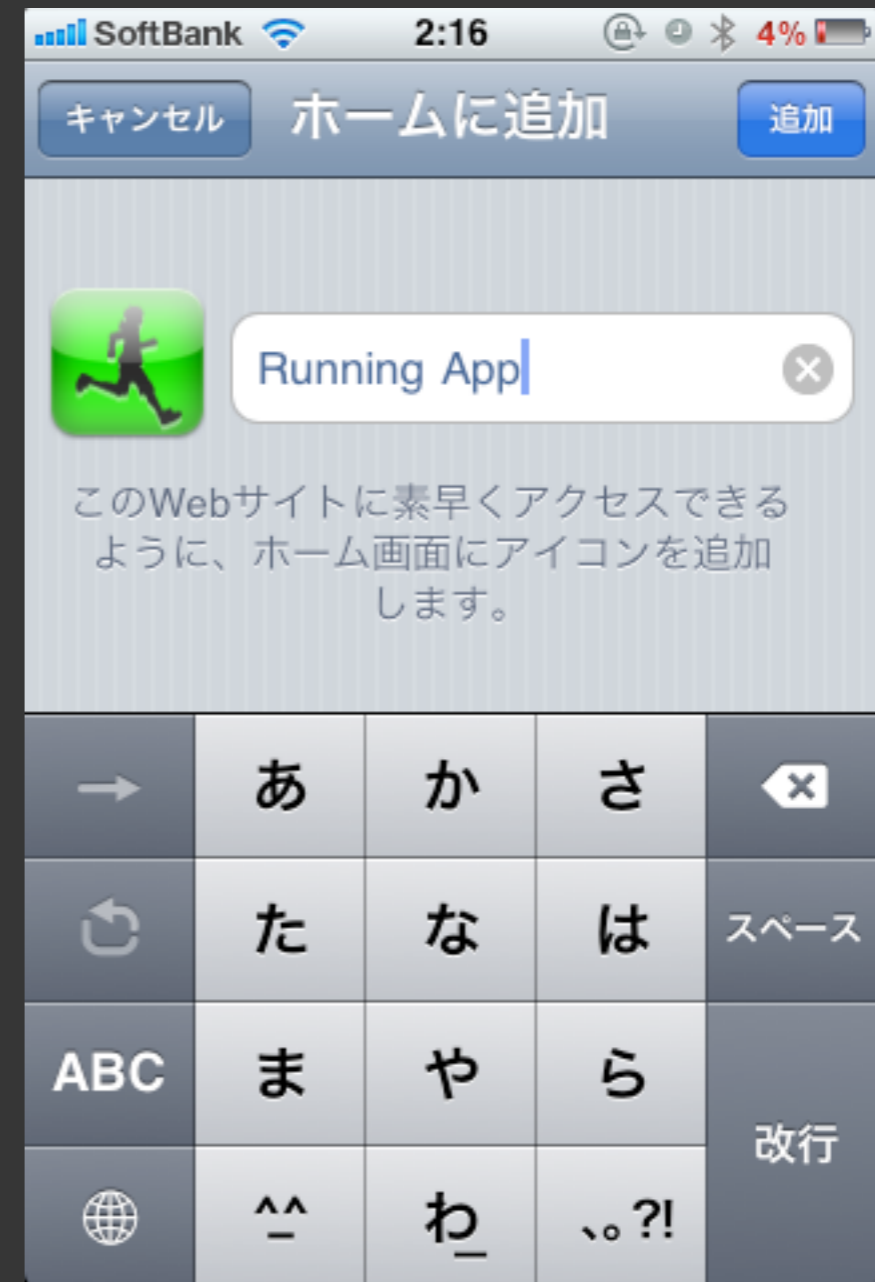 SoftBank 2:16 4%
キャンセル ホームに追加 追加
Running App
このWebサイトに素早くアクセスできる
ように、ホーム画面にアイコンを追加
します。
→ あ か さ
た な は スペース
ABC ま や ら
改行
^_^ わ_ 、。?!